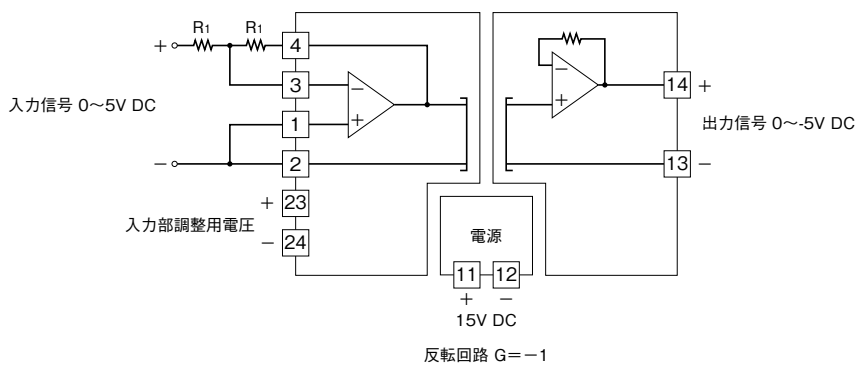 R1 R1
+ 4
3
入力信号 0〜5V DC
1
− 2
+ 23
入力部調整用電圧
− 24
−
+
−
+
14 +
出力信号 0〜-5V DC
13 −
電源
11 12
+ −
15V DC
反転回路 G=−1